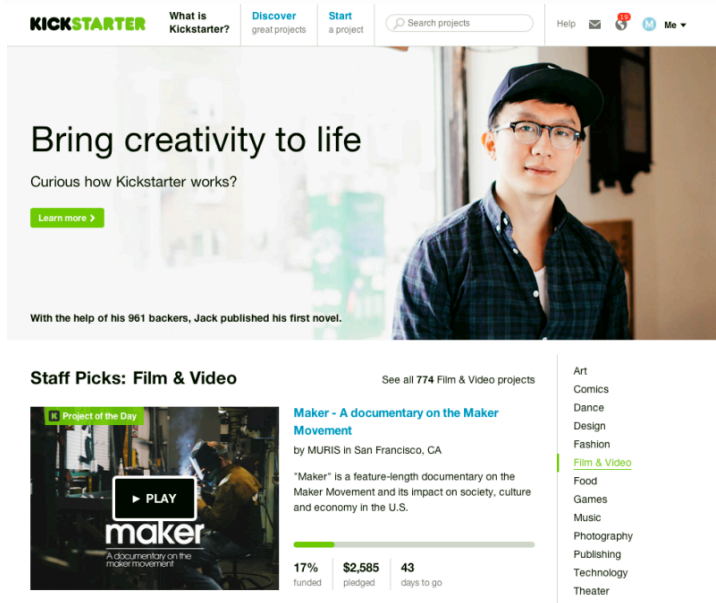 KICKSTARTER
What is
Kickstarter?
Discover
great projects
Start
a project
Search projects
Help
19
M
Me
Bring creativity to life
Curious how Kickstarter works?
Learn more
With the help of his 961 backers, Jack published his first novel.
Staff Picks: Film & Video
See all 774 Film & Video projects
K Project of the Day
PLAY
maker
A documentary on the
maker movement
Maker - A documentary on the Maker
Movement
by MURIS in San Francisco, CA
"Maker" is a feature-length documentary on the
Maker Movement and its impact on society, culture
and economy in the U.S.
17%
funded
$2,585
pledged
43
days to go
Art
Comics
Dance
Design
Fashion
Film & Video
Food
Games
Music
Photography
Publishing
Technology
Theater